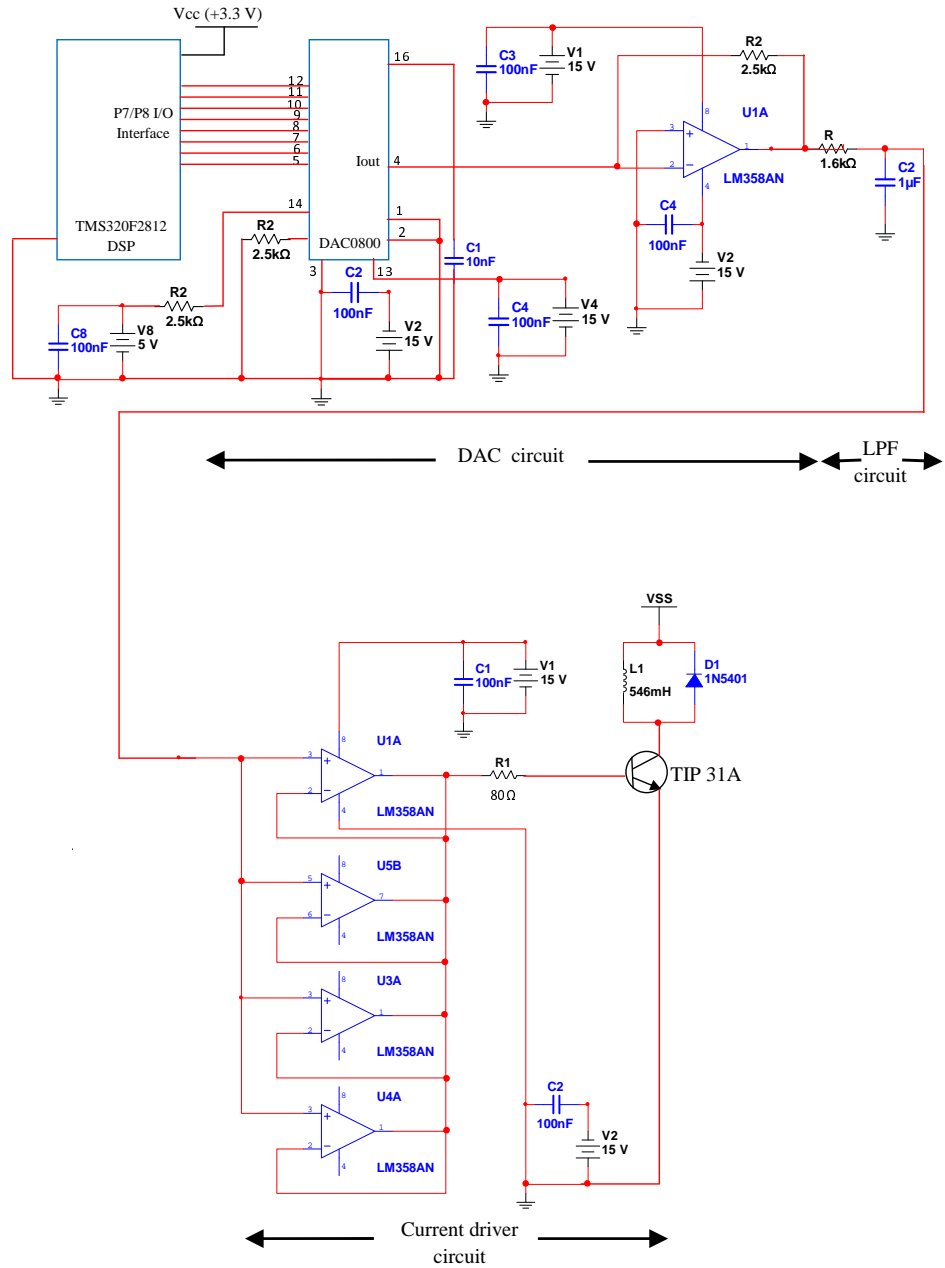 Vcc (+3.3 V)
P7/P8 I/O
Interface
TMS320F2812
DSP
12
11
10
9
8
7
6
5
14
16
Iout
4
1
2
DAC0800
3
13
R2
2.5kΩ
R2
2.5kΩ
C8
100nF
V8
5 V
C2
100nF
V2
15 V
C1
10nF
C4
100nF
V4
15 V
C3
100nF
V1
15 V
R2
2.5kΩ
U1A
8
3
+
1
2
−
4
LM358AN
C4
100nF
V2
15 V
R
1.6kΩ
C2
1µF
DAC circuit
LPF
circuit
VSS
L1
546mH
D1
1N5401
TIP 31A
C1
100nF
V1
15 V
U1A
8
3
+
1
2
−
4
LM358AN
R1
80Ω
U5B
8
5
+
7
6
−
4
LM358AN
U3A
8
3
+
1
2
−
4
LM358AN
U4A
8
3
+
1
2
−
4
LM358AN
C2
100nF
V2
15 V
Current driver
circuit